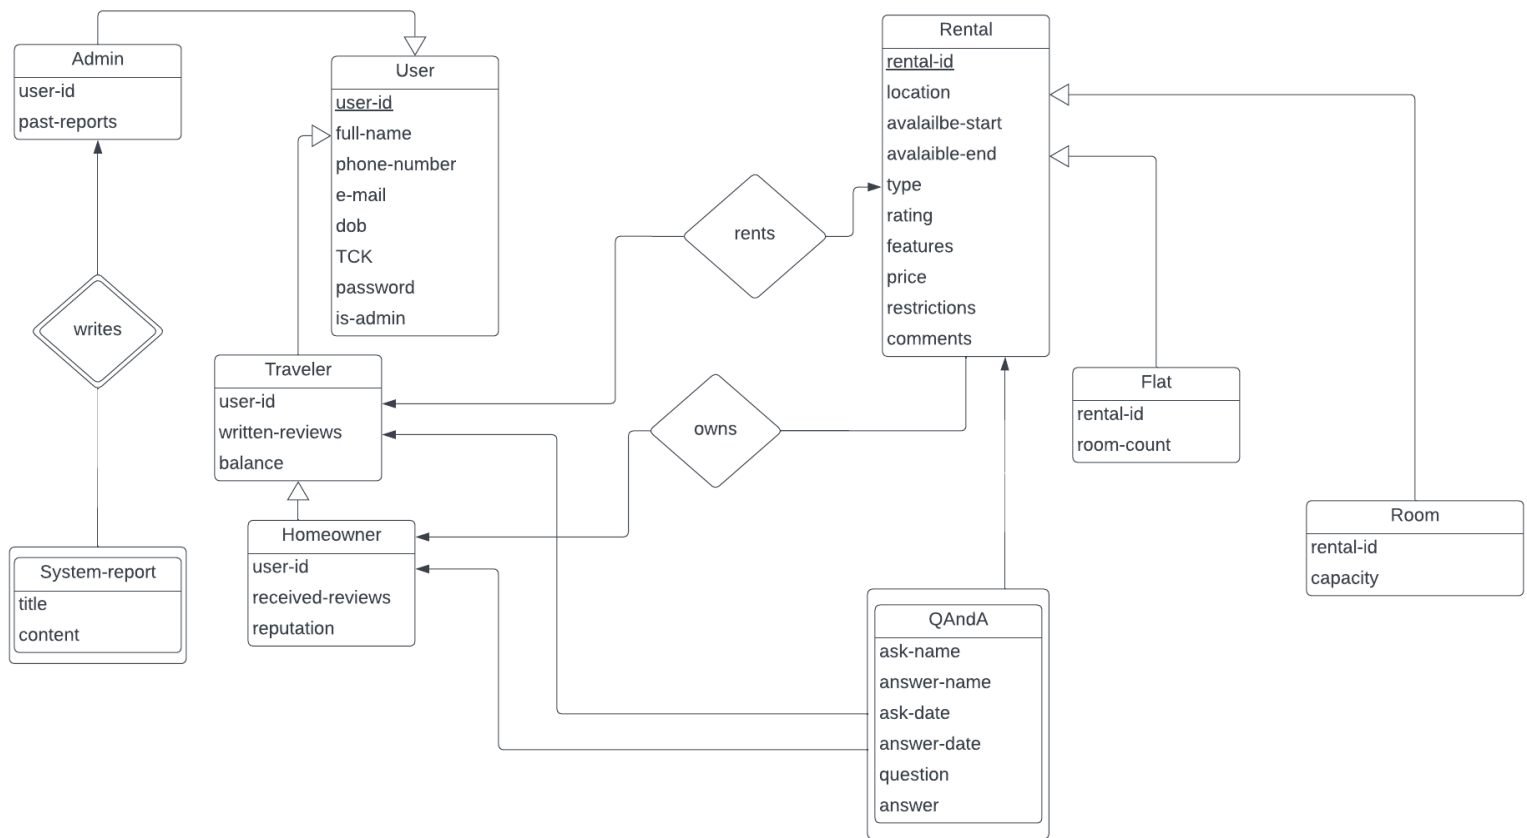 Admin
user-id
past-reports
User
user-id
full-name
phone-number
e-mail
dob
TCK
password
is-admin
Rental
rental-id
location
avalailbe-start
avalaible-end
type
rating
features
price
restrictions
comments
rents
writes
Traveler
user-id
written-reviews
balance
owns
Flat
rental-id
room-count
Room
rental-id
capacity
Homeowner
user-id
received-reviews
reputation
System-report
title
content
QAndA
ask-name
answer-name
ask-date
answer-date
question
answer